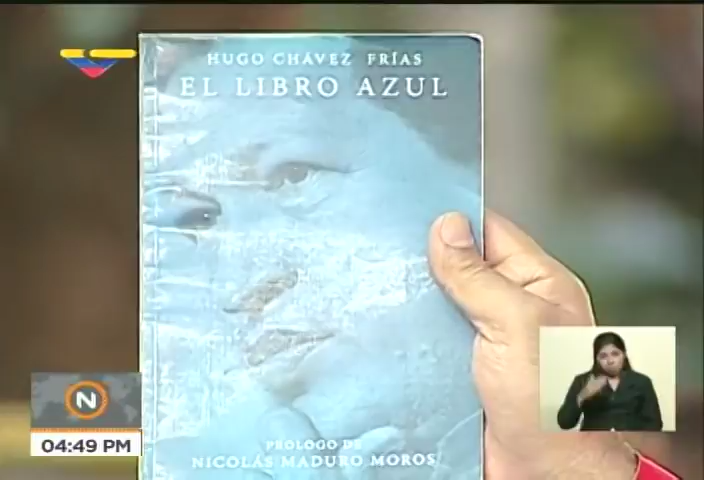 HUGO CHÁVEZ FRÍAS
EL LIBRO AZUL
PRÓLOGO DE
NICOLÁS MADURO MOROS
N
04:49 PM